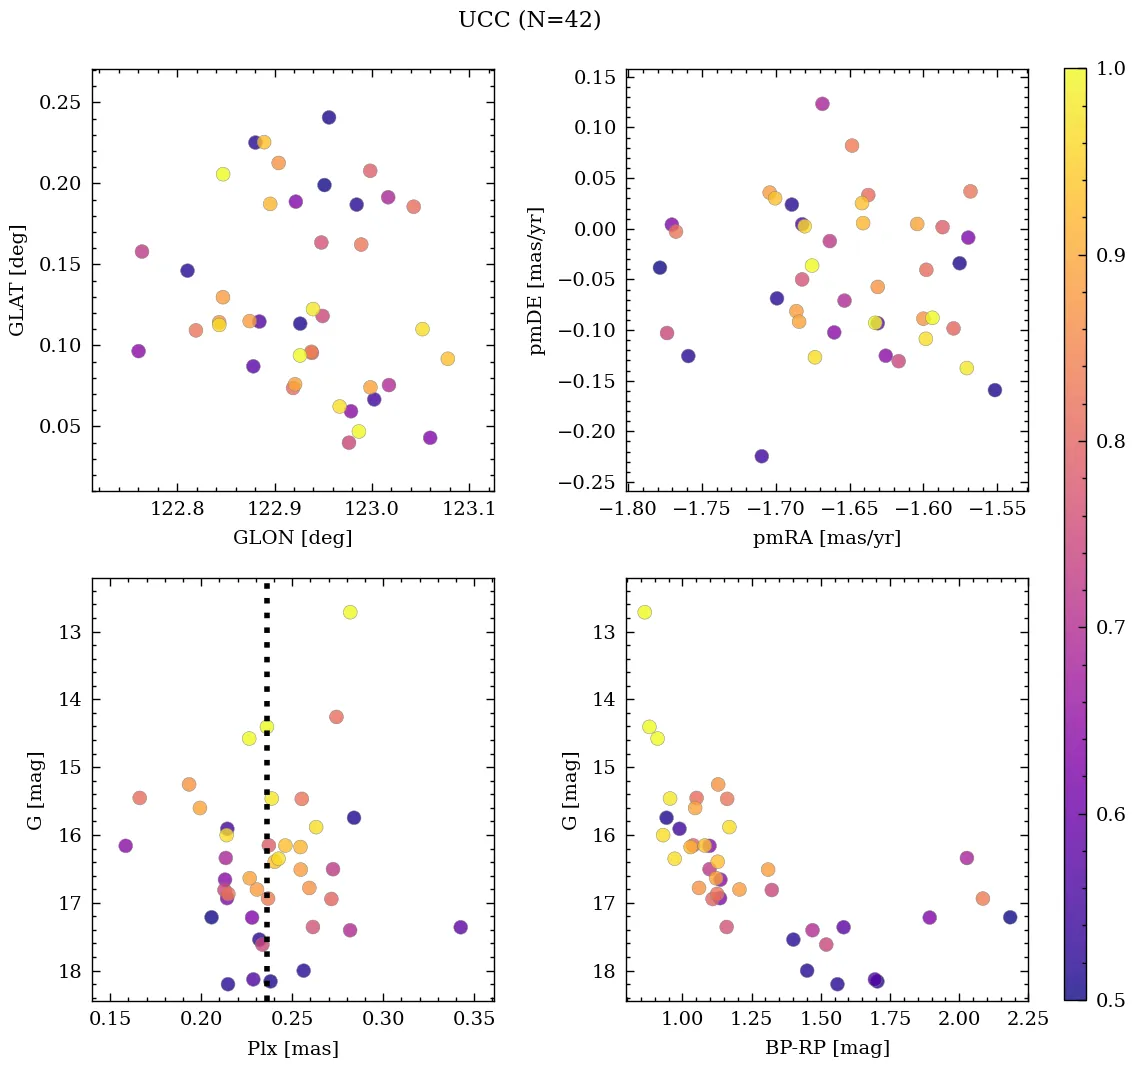 UCC (N=42)
0.25
0.20
0.15
0.10
0.05
GLAT [deg]
122.8 122.9 123.0 123.1
GLON [deg]
0.15
0.10
0.05
0.00
−0.05
−0.10
−0.15
−0.20
−0.25
pmDE [mas/yr]
−1.80 −1.75 −1.70 −1.65 −1.60 −1.55
pmRA [mas/yr]
13
14
15
16
17
18
G [mag]
0.15 0.20 0.25 0.30 0.35
Plx [mas]
13
14
15
16
17
18
G [mag]
1.00 1.25 1.50 1.75 2.00 2.25
BP-RP [mag]
1.0
0.9
0.8
0.7
0.6
0.5